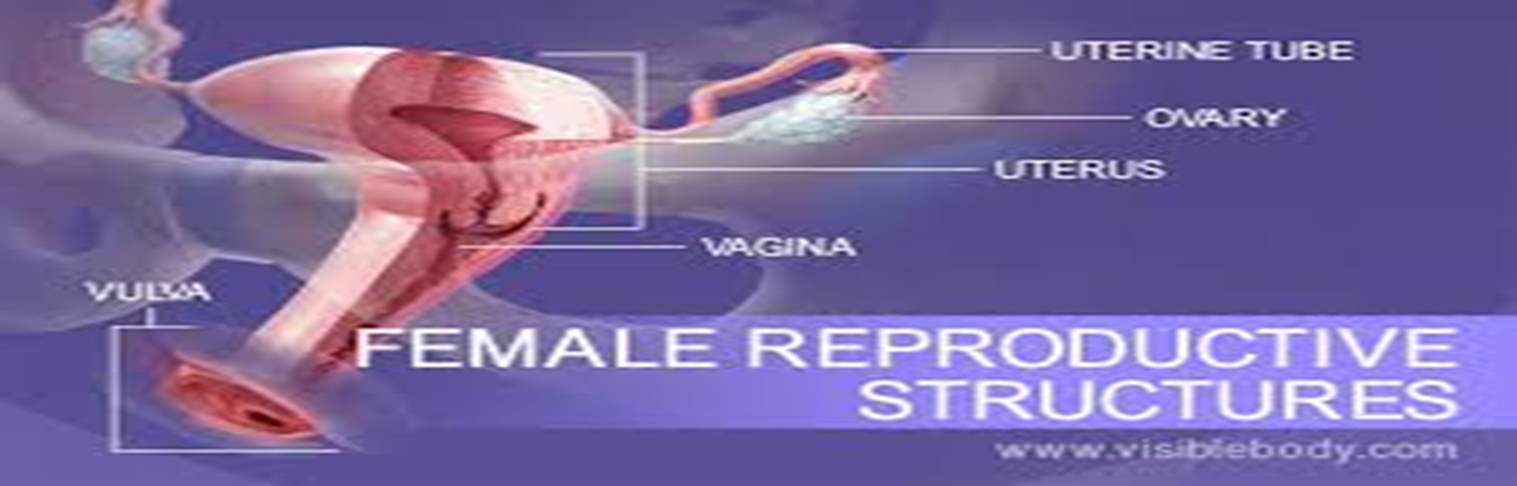 UTERINE TUBE
OVARY
UTERUS
VAGINA
VULVA
FEMALE REPRODUCTIVE
STRUCTURES
www.visiblebody.com